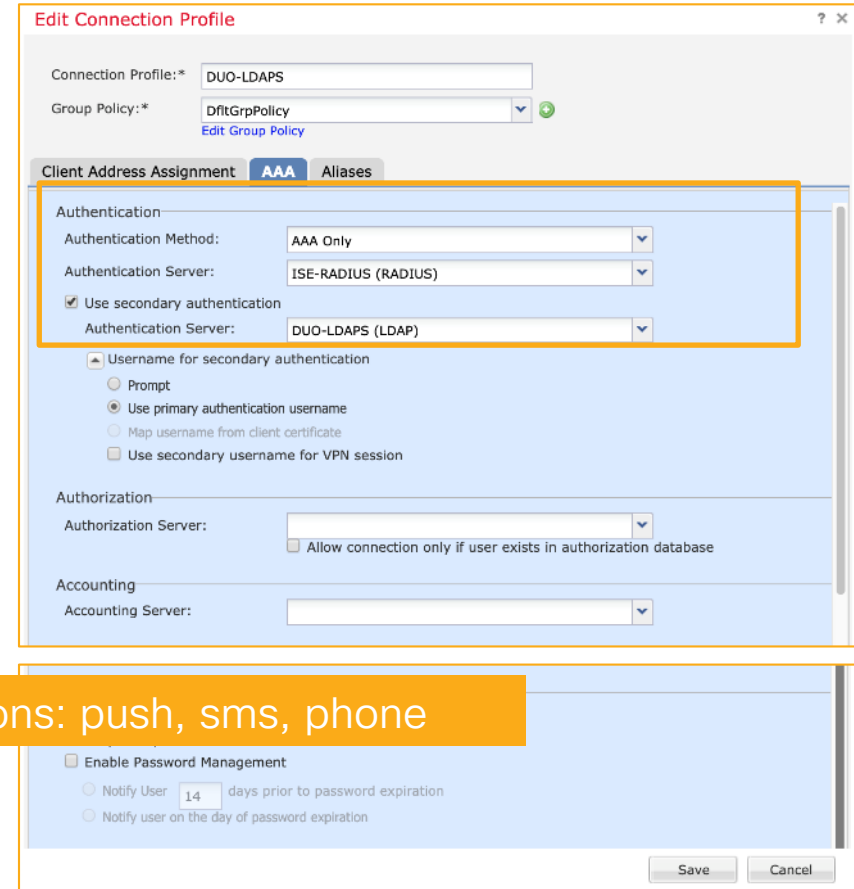 Edit Connection Profile ? ×
Connection Profile:* DUO-LDAPS
Group Policy:* DfltGrpPolicy
Edit Group Policy
Client Address Assignment AAA Aliases
Authentication
Authentication Method: AAA Only
Authentication Server: ISE-RADIUS (RADIUS)
Use secondary authentication
Authentication Server: DUO-LDAPS (LDAP)
Username for secondary authentication
Prompt
Use primary authentication username
Map username from client certificate
Use secondary username for VPN session
Authorization
Authorization Server:
Allow connection only if user exists in authorization database
Accounting
Accounting Server:
ons: push, sms, phone
Enable Password Management
Notify User 14 days prior to password expiration
Notify user on the day of password expiration
Save Cancel